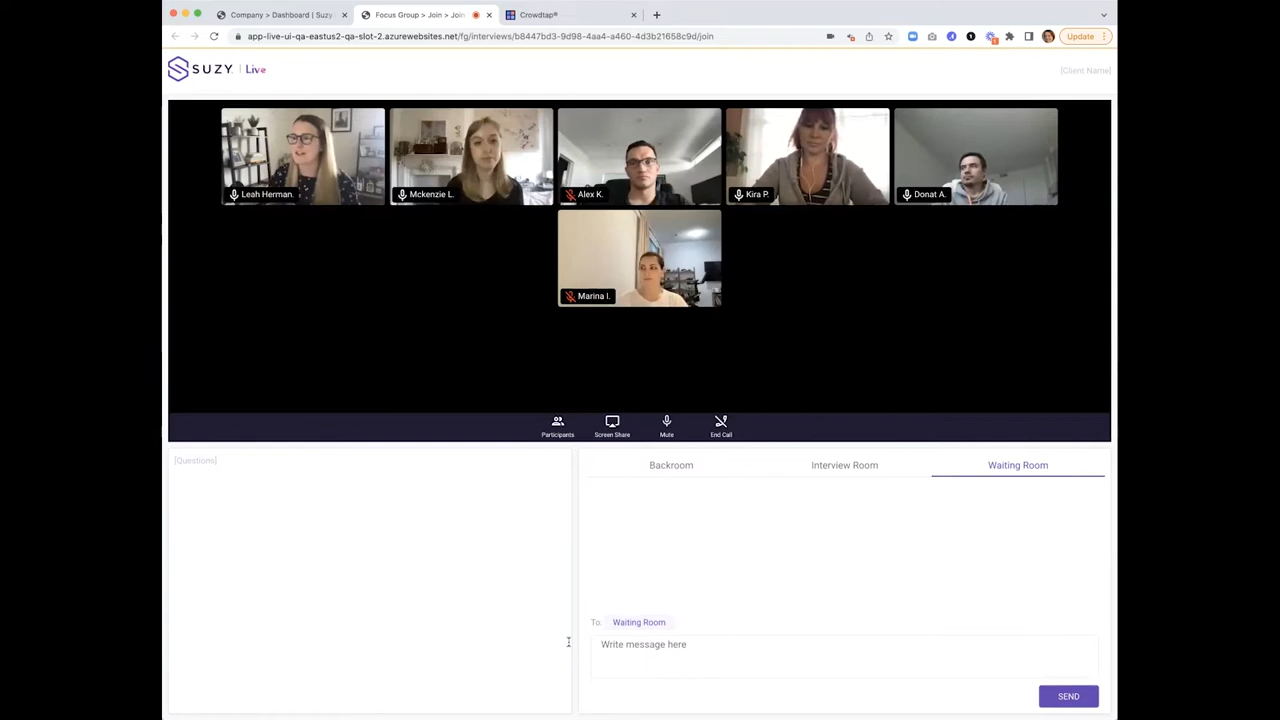 Company > Dashboard | Suzy
Focus Group > Join > Join
Crowdtap®
app-live-ui-qa-eastus2-qa-slot-2.azurewebsites.net/fg/interviews/b8447bd3-9d98-4aa4-a460-4d3b21658c9d/join
Update
SUZY | Live
[Client Name]
Leah Herman.
Mckenzie L.
Alex K.
Kira P.
Donat A.
Marina I.
Participants
Screen Share
Mute
End Call
[Questions]
Backroom
Interview Room
Waiting Room
To: Waiting Room
Write message here
SEND